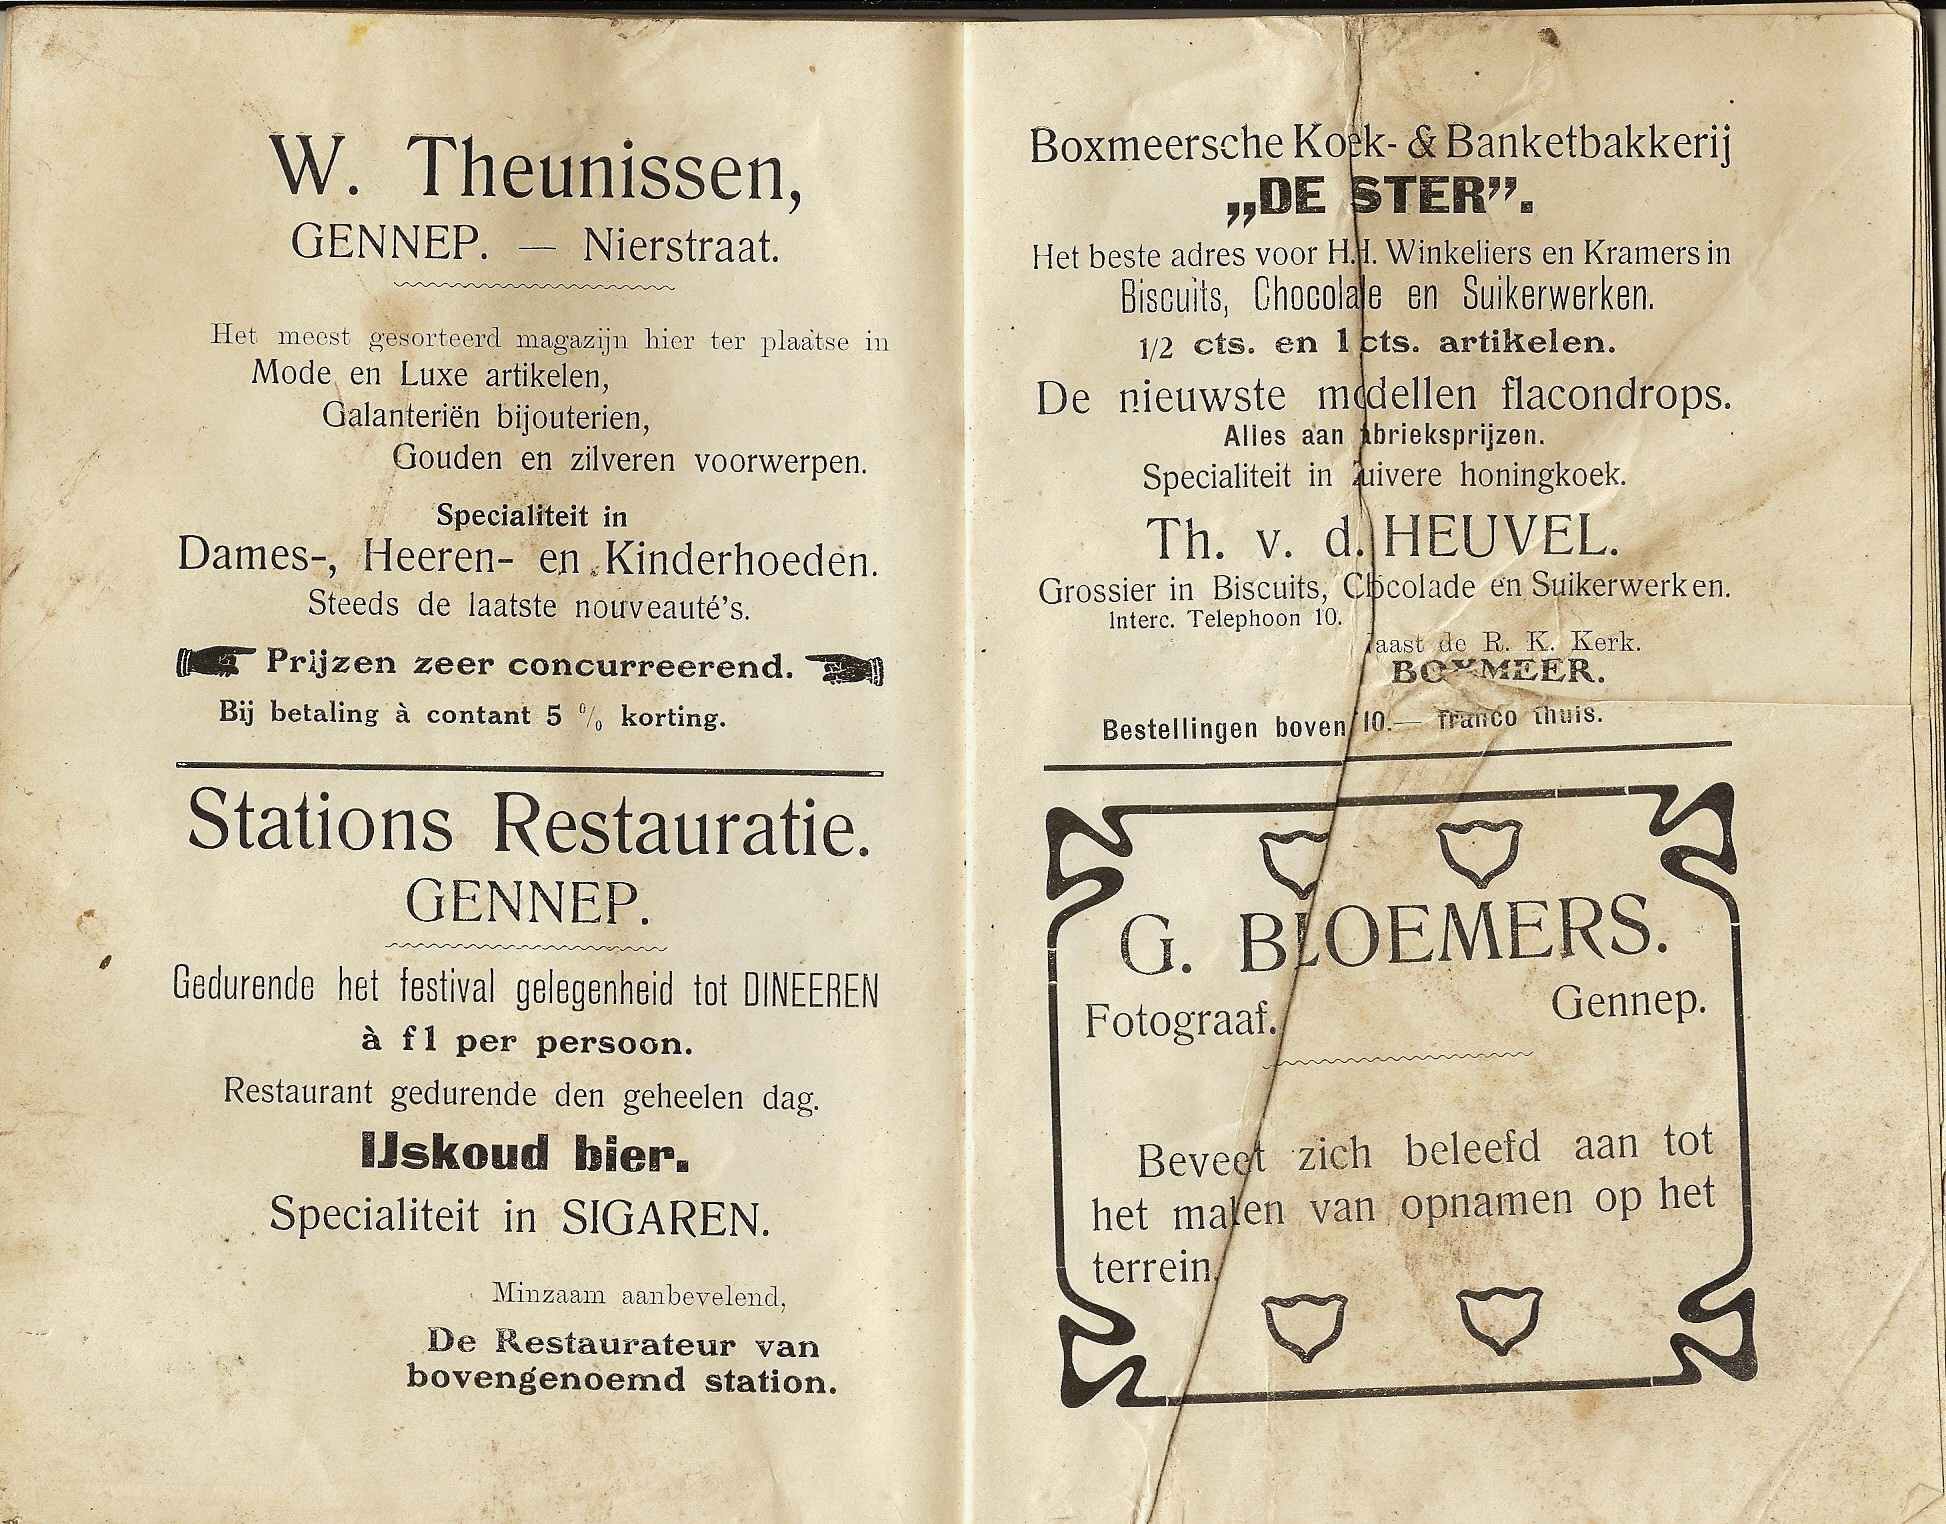 W. Theunissen,
GENNEP. — Nierstraat.
Het meest gesorteerd magazijn hier ter plaatse in
Mode en Luxe artikelen,
Galanteriën bijouterien,
Gouden en zilveren voorwerpen.
Specialiteit in
Dames-, Heeren- en Kinderhoeden.
Steeds de laatste nouveauté's.
Prijzen zeer concurreerend.
Bij betaling à contant 5 % korting.
Stations Restauratie.
GENNEP.
Gedurende het festival gelegenheid tot DINEEREN
à f 1 per persoon.
Restaurant gedurende den geheelen dag.
IJskoud bier.
Specialiteit in SIGAREN.
Minzaam aanbevelend,
De Restaurateur van
bovengenoemd station.
Boxmeersche Koek- & Banketbakkerij
„DE STER”.
Het beste adres voor H.H. Winkeliers en Kramers in
Biscuits, Chocolade en Suikerwerken.
1/2 cts. en 1 cts. artikelen.
De nieuwste modellen flacondrops.
Alles aan abrieksprijzen.
Specialiteit in Zuivere honingkoek.
Th. v. d. HEUVEL.
Grossier in Biscuits, Chocolade en Suikerwerken.
Interc. Telephoon 10.
Naast de R. K. Kerk.
BOXMEER.
Bestellingen boven 10.— franco thuis.
G. BLOEMERS.
Fotograaf. Gennep.
Beveelt zich beleefd aan tot
het maken van opnamen op het
terrein.